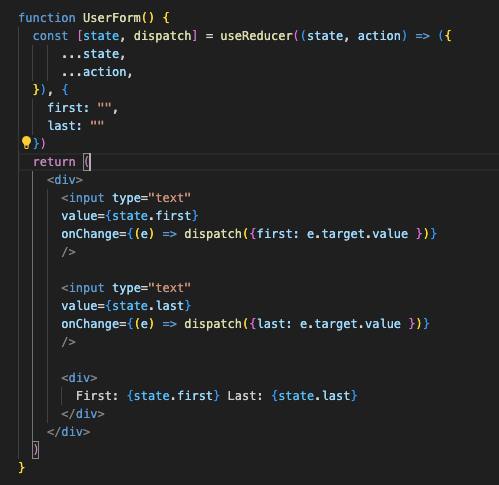 function UserForm() {
  const [state, dispatch] = useReducer((state, action) => ({
      ...state,
      ...action,
  }), {
    first: "",
    last: ""
  })
  return (
    <div>
      <input type="text"
      value={state.first}
      onChange={(e) => dispatch({first: e.target.value })}
      />

      <input type="text"
      value={state.last}
      onChange={(e) => dispatch({last: e.target.value })}
      />

      <div>
        First: {state.first} Last: {state.last}
      </div>
    </div>
  )
}